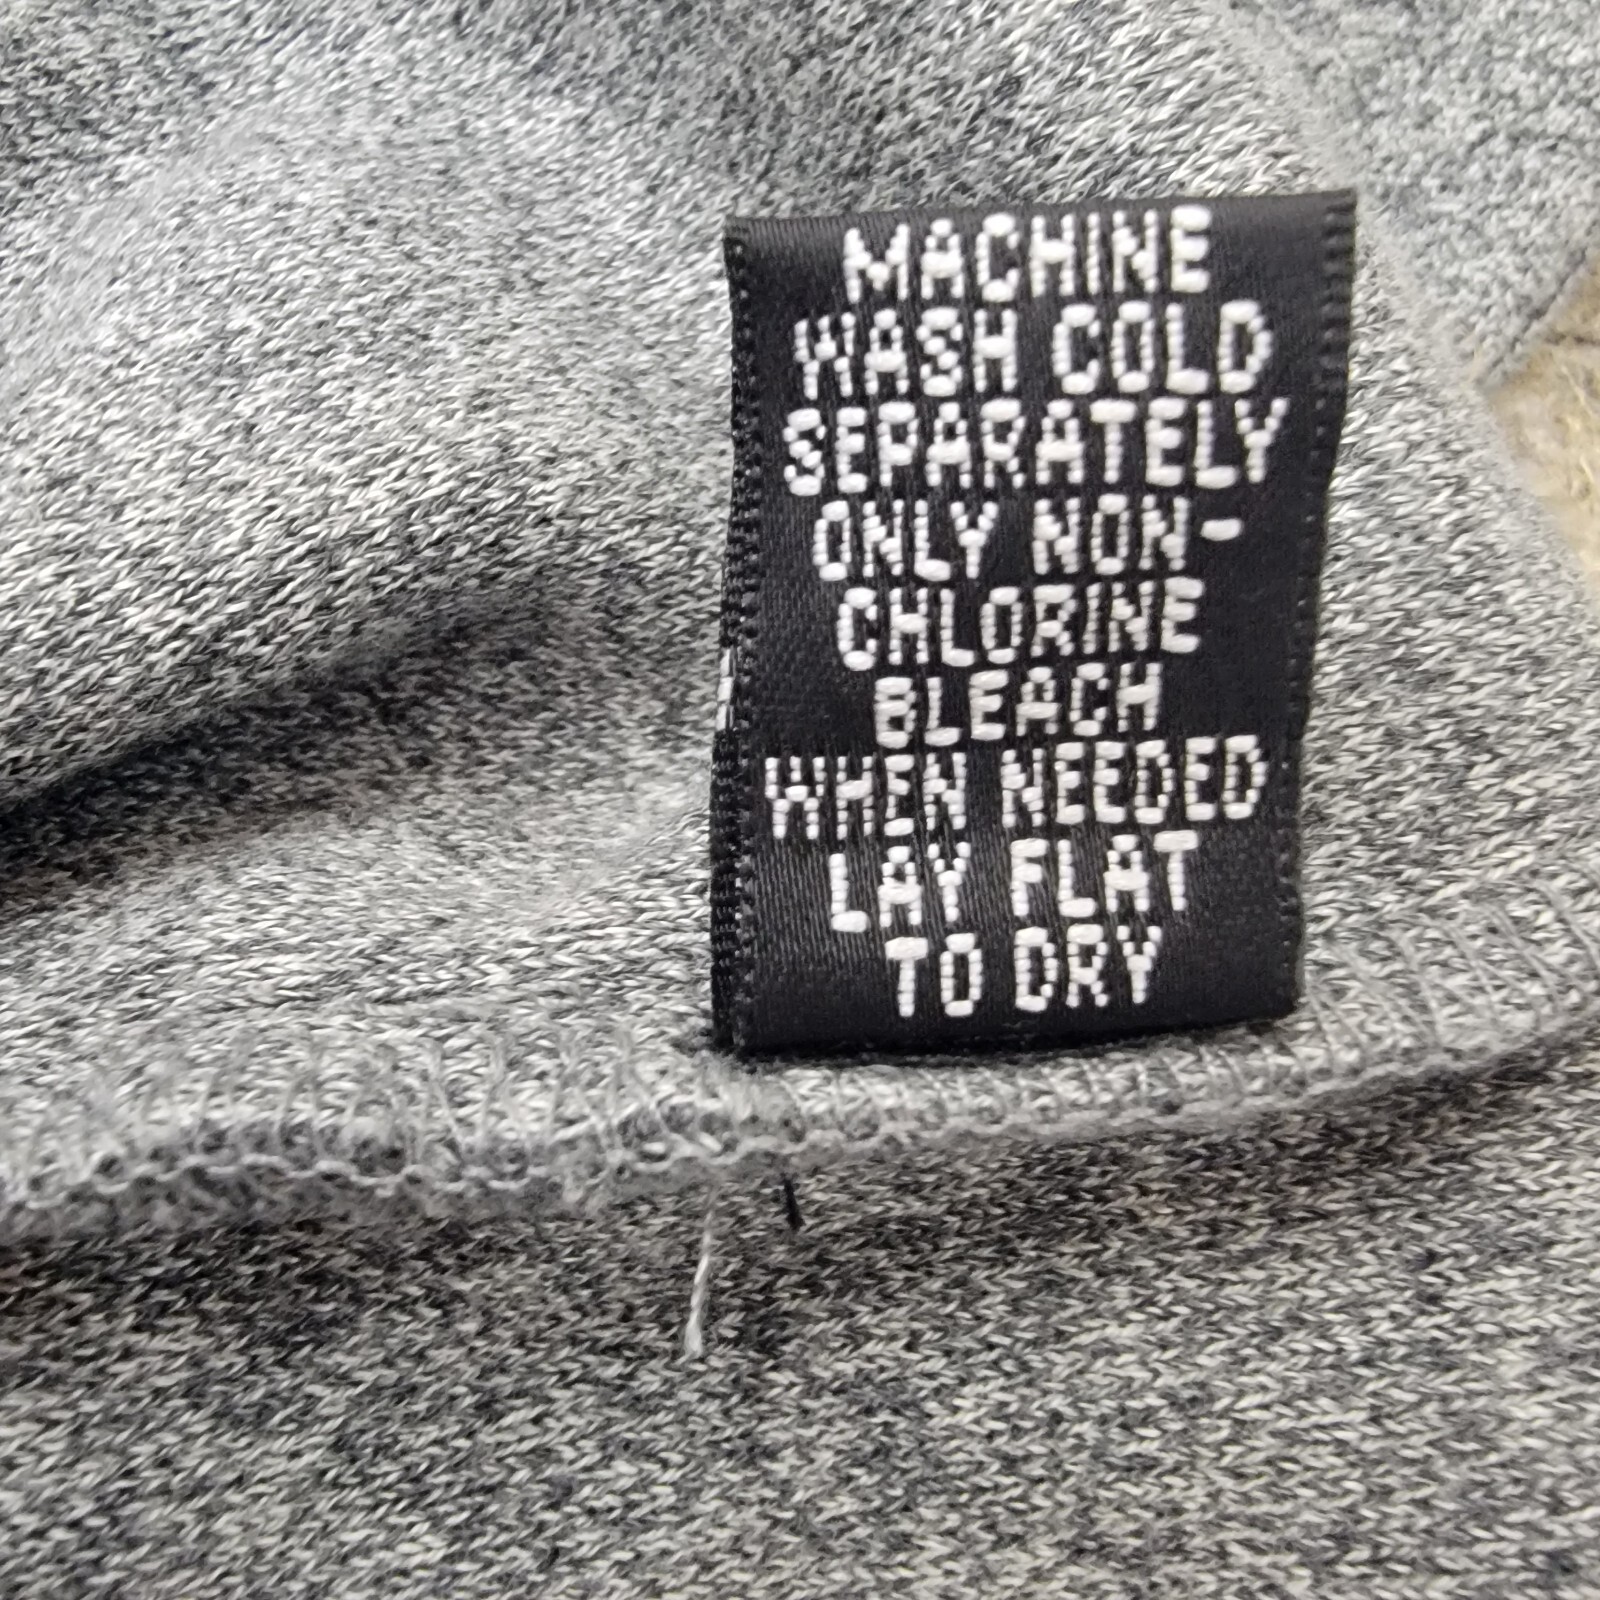 MACHINE
WASH COLD
SEPARATELY
ONLY NON-
CHLORINE
BLEACH
WHEN NEEDED
LAY FLAT
TO DRY